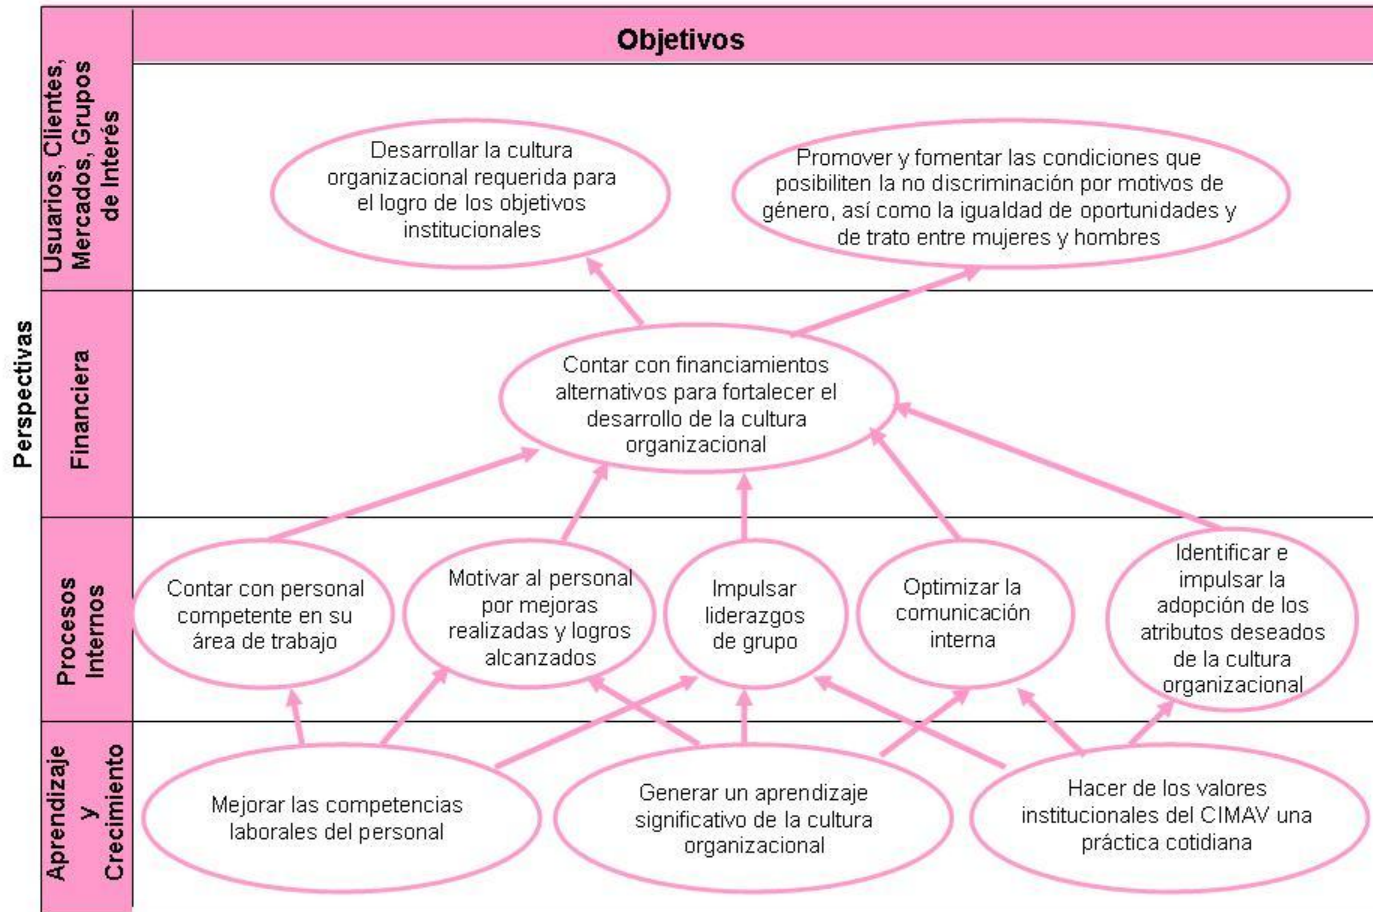 Objetivos
Perspectivas
Usuarios, Clientes,
Mercados, Grupos
de Interés
Desarrollar la cultura
organizacional requerida para
el logro de los objetivos
institucionales
Promover y fomentar las condiciones que
posibiliten la no discriminación por motivos de
género, así como la igualdad de oportunidades y
de trato entre mujeres y hombres
Financiera
Contar con financiamientos
alternativos para fortalecer el
desarrollo de la cultura
organizacional
Procesos
Internos
Contar con personal
competente en su
área de trabajo
Motivar al personal
por mejoras
realizadas y logros
alcanzados
Impulsar
liderazgos
de grupo
Optimizar la
comunicación
interna
Identificar e
impulsar la
adopción de los
atributos deseados
de la cultura
organizacional
Aprendizaje
y
Crecimiento
Mejorar las competencias
laborales del personal
Generar un aprendizaje
significativo de la cultura
organizacional
Hacer de los valores
institucionales del CIMAV una
práctica cotidiana